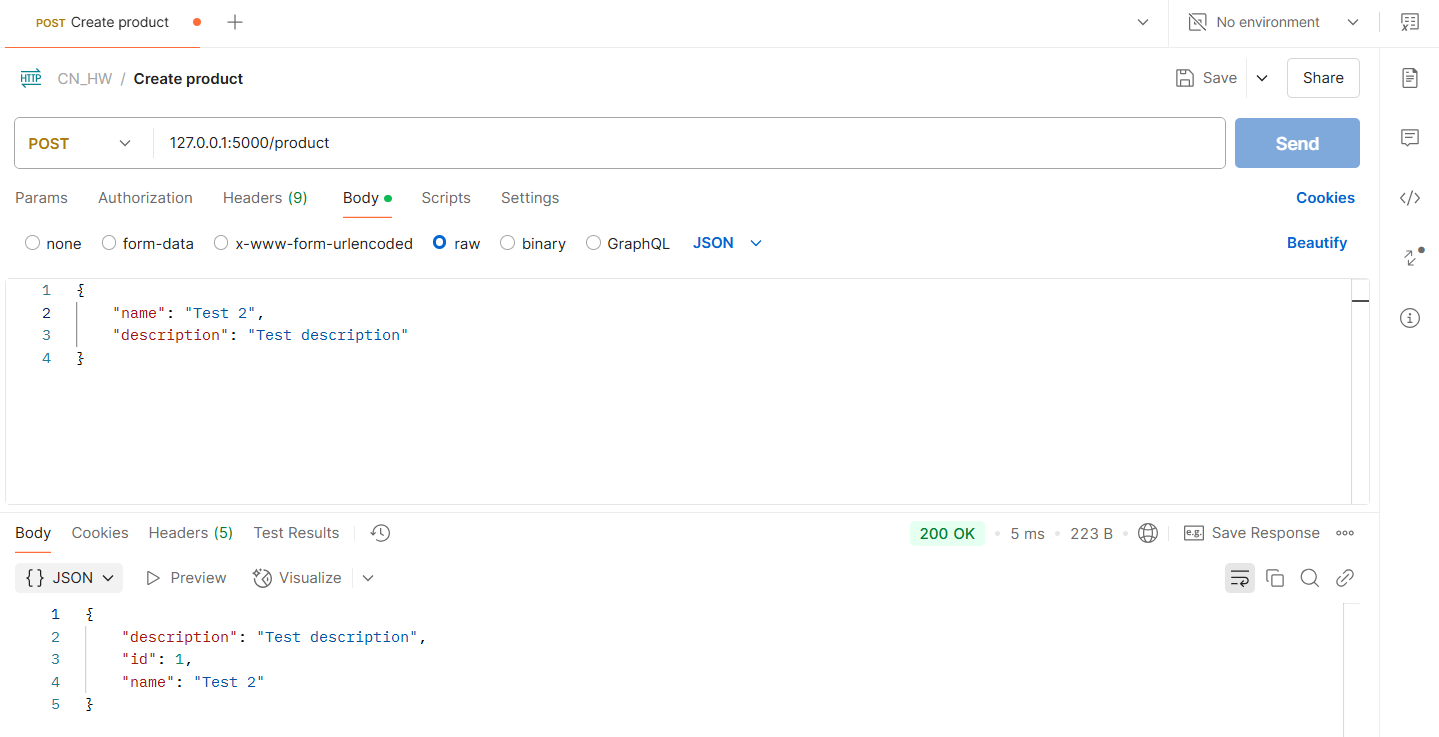 POST Create product
No environment
HTTP CN_HW / Create product
Save
Share
POST 127.0.0.1:5000/product
Send
Params Authorization Headers (9) Body Scripts Settings Cookies
none form-data x-www-form-urlencoded raw binary GraphQL JSON Beautify
1 {
2 "name": "Test 2",
3 "description": "Test description"
4 }
Body Cookies Headers (5) Test Results 200 OK • 5 ms • 223 B • e.g. Save Response
{} JSON Preview Visualize
1 {
2 "description": "Test description",
3 "id": 1,
4 "name": "Test 2"
5 }